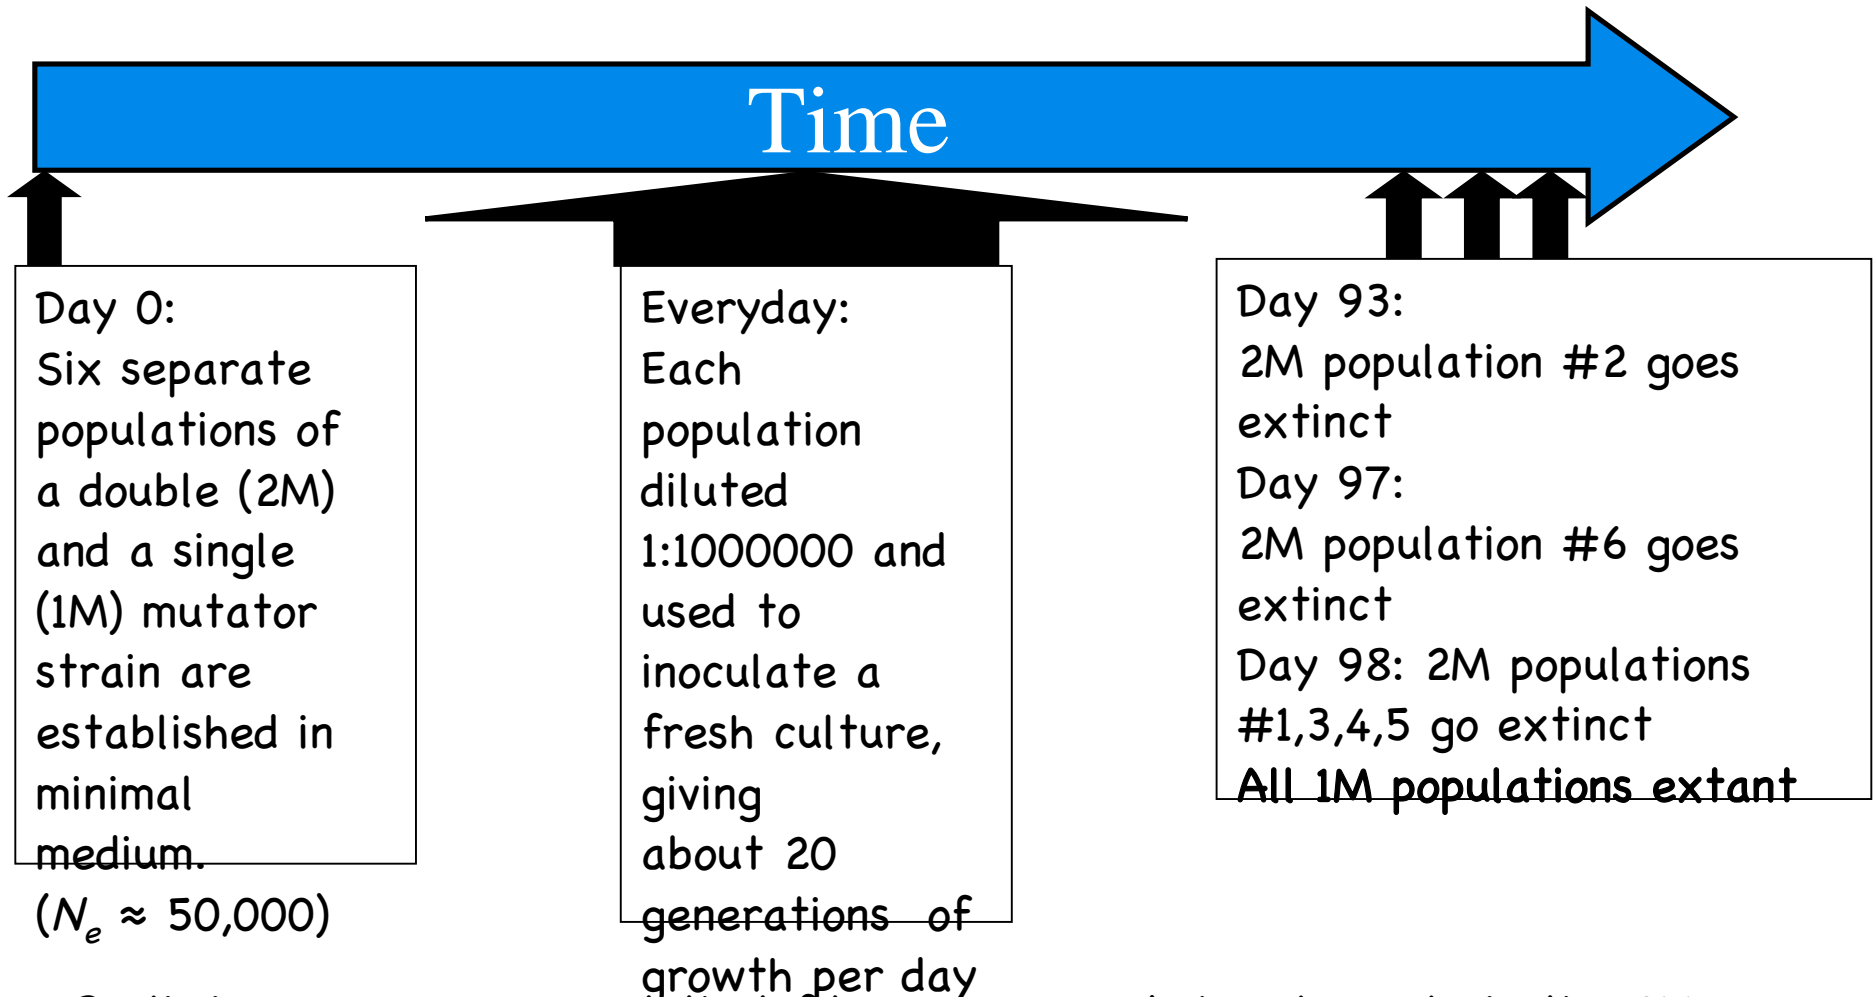 Time
Day 0:
Six separate
populations of
a double (2M)
and a single
(1M) mutator
strain are
established in
minimal
medium.
(Ne ≈ 50,000)
Everyday:
Each
population
diluted
1:1000000 and
used to
inoculate a
fresh culture,
giving
about 20
generations of
growth per day
Day 93:
2M population #2 goes
extinct
Day 97:
2M population #6 goes
extinct
Day 98: 2M populations
#1,3,4,5 go extinct
All 1M populations extant